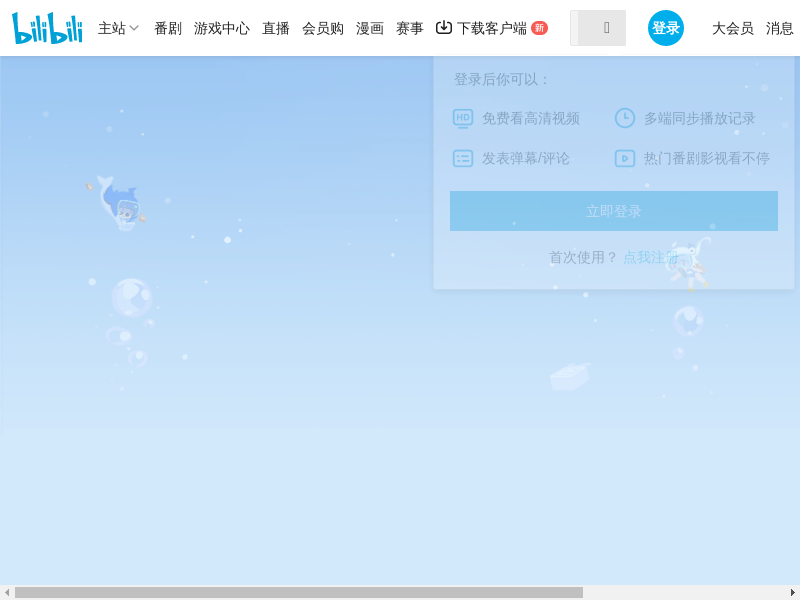 bilibili 主站 番剧 游戏中心 直播 会员购 漫画 赛事 下载客户端 新 登录 大会员 消息
登录后你可以：
HD 免费看高清视频 多端同步播放记录
发表弹幕/评论 热门番剧影视看不停
立即登录
首次使用？ 点我注册